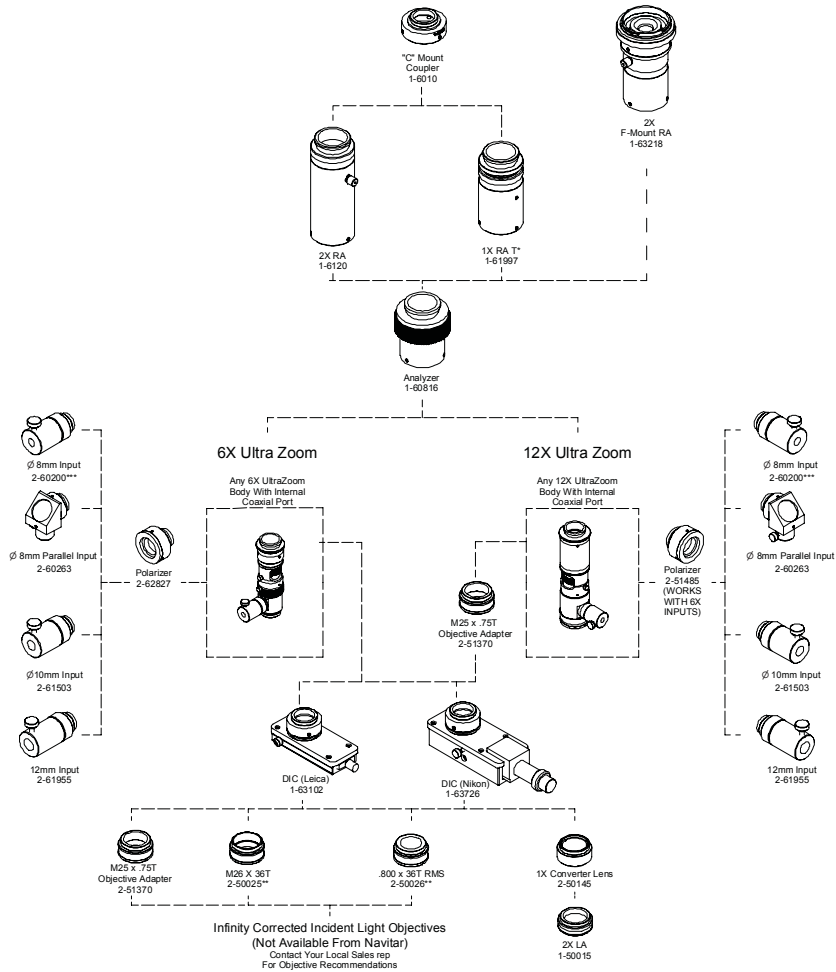 "C" Mount
Coupler
1-6010
2X
F-Mount RA
1-63218
2X RA
1-6120
1X RA T*
1-61997
Analyzer
1-60816
6X Ultra Zoom
12X Ultra Zoom
Any 6X UltraZoom
Body With Internal
Coaxial Port
Any 12X UltraZoom
Body With Internal
Coaxial Port
Ø 8mm Input
2-60200***
Ø 8mm Parallel Input
2-60263
Ø10mm Input
2-61503
12mm Input
2-61955
Polarizer
2-62827
M25 x .75T
Objective Adapter
2-51370
Polarizer
2-51485
(WORKS
WITH 6X
INPUTS)
Ø 8mm Input
2-60200***
Ø 8mm Parallel Input
2-60263
Ø 10mm Input
2-61503
12mm Input
2-61955
DIC (Leica)
1-63102
DIC (Nikon)
1-63726
M25 x .75T
Objective Adapter
2-51370
M26 X 36T
2-50025**
.800 x 36T RMS
2-50026**
1X Converter Lens
2-50145
2X LA
1-50015
Infinity Corrected Incident Light Objectives
(Not Available From Navitar)
Contact Your Local Sales rep
For Objective Recommendations